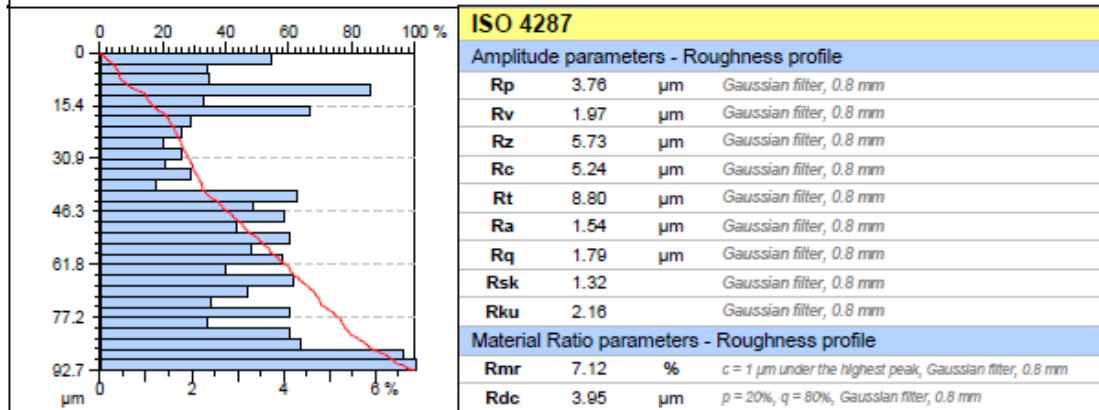 0 20 40 60 80 100 %
0
15.4
30.9
46.3
61.8
77.2
92.7
µm
0 2 4 6 %
ISO 4287
Amplitude parameters - Roughness profile
Rp 3.76 µm Gaussian filter, 0.8 mm
Rv 1.97 µm Gaussian filter, 0.8 mm
Rz 5.73 µm Gaussian filter, 0.8 mm
Rc 5.24 µm Gaussian filter, 0.8 mm
Rt 8.80 µm Gaussian filter, 0.8 mm
Ra 1.54 µm Gaussian filter, 0.8 mm
Rq 1.79 µm Gaussian filter, 0.8 mm
Rsk 1.32 Gaussian filter, 0.8 mm
Rku 2.16 Gaussian filter, 0.8 mm
Material Ratio parameters - Roughness profile
Rmr 7.12 % c = 1 µm under the highest peak, Gaussian filter, 0.8 mm
Rdc 3.95 µm p = 20%, q = 80%, Gaussian filter, 0.8 mm